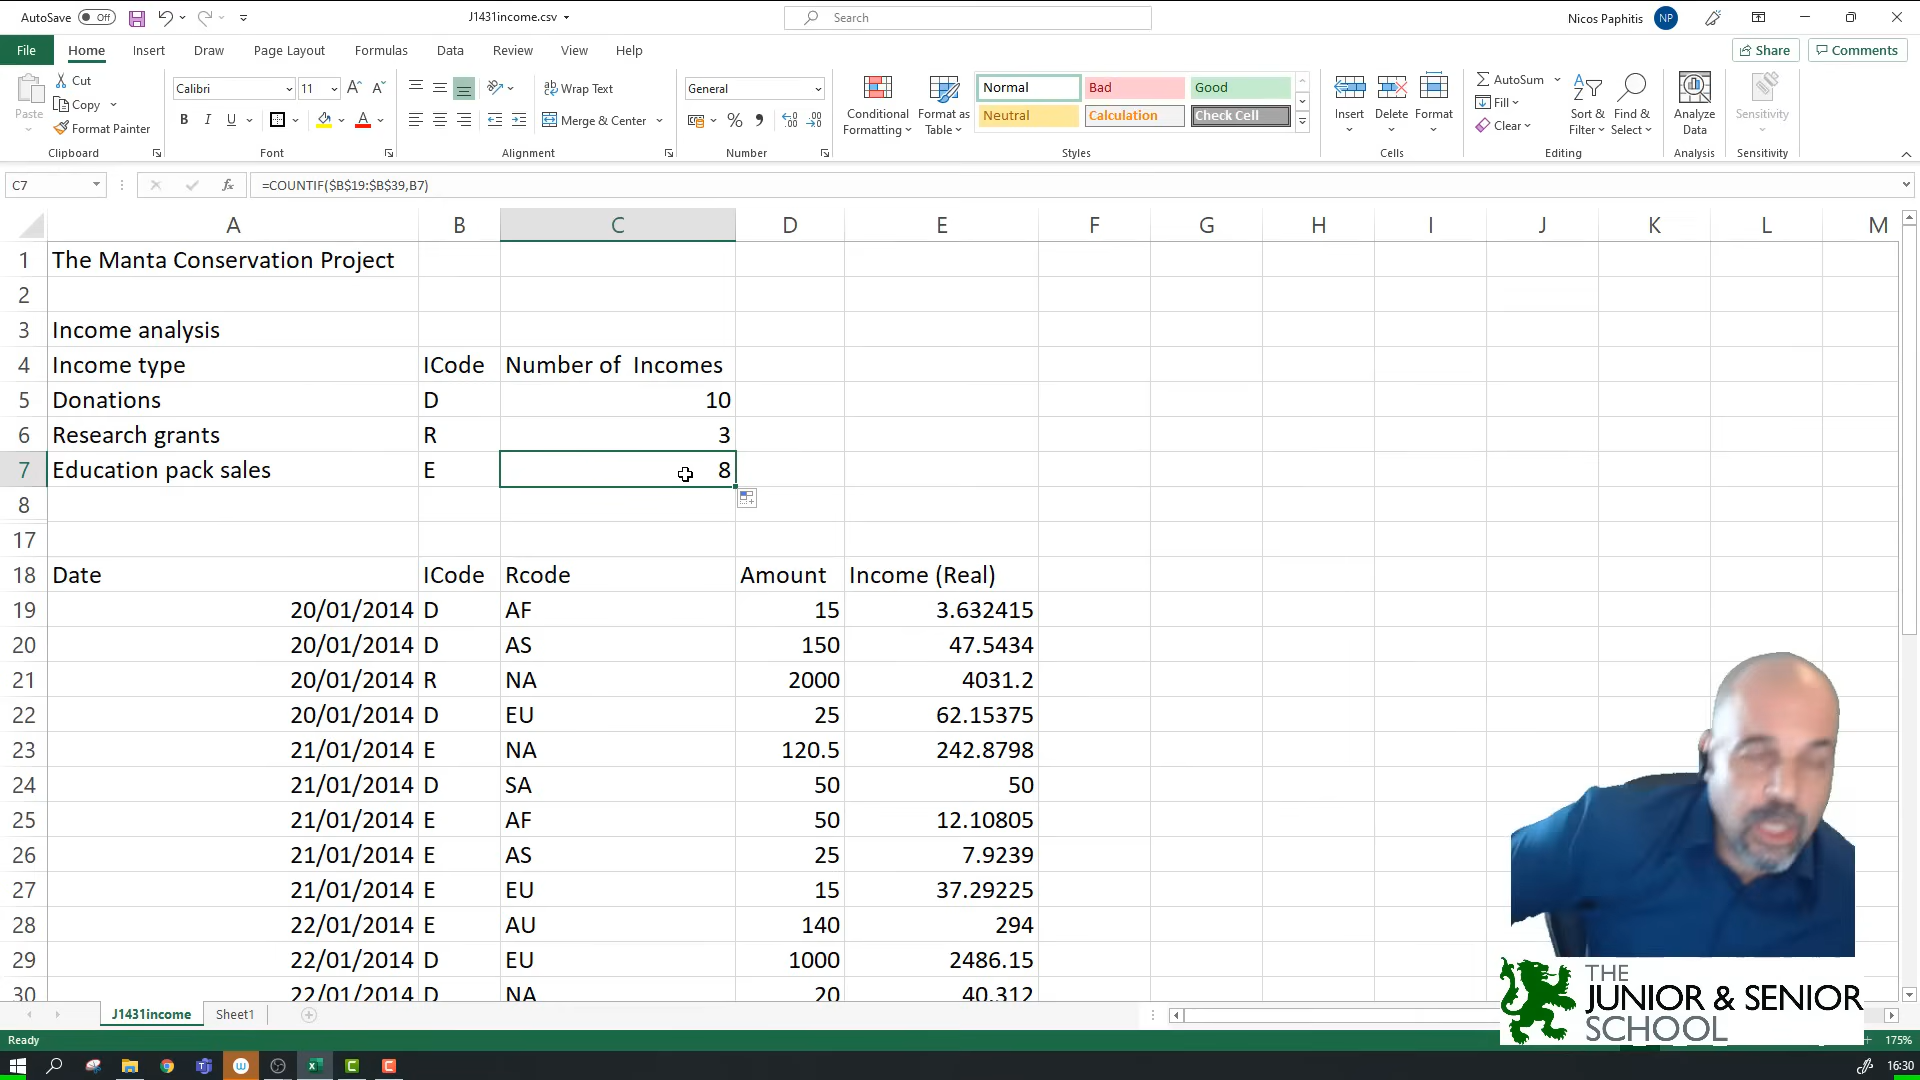 AutoSave Off J1431income.csv Search Nicos Paphitis NP
File Home Insert Draw Page Layout Formulas Data Review View Help Share Comments
Paste Cut Copy Format Painter Clipboard
Calibri 11 B I U Font
Wrap Text Merge & Center Alignment
General % Number
Conditional Formatting Format as Table Normal Bad Good Neutral Calculation Check Cell Styles
Insert Delete Format Cells
AutoSum Fill Clear Sort & Filter Find & Select Editing
Analyze Data Analysis
Sensitivity Sensitivity
C7 fx =COUNTIF($B$19:$B$39,B7)
A B C D E F G H I J K L M
1 The Manta Conservation Project
2
3 Income analysis
4 Income type ICode Number of Incomes
5 Donations D 10
6 Research grants R 3
7 Education pack sales E 8
8
17
18 Date ICode Rcode Amount Income (Real)
19 20/01/2014 D AF 15 3.632415
20 20/01/2014 D AS 150 47.5434
21 20/01/2014 R NA 2000 4031.2
22 20/01/2014 D EU 25 62.15375
23 21/01/2014 E NA 120.5 242.8798
24 21/01/2014 D SA 50 50
25 21/01/2014 E AF 50 12.10805
26 21/01/2014 E AS 25 7.9239
27 21/01/2014 E EU 15 37.29225
28 22/01/2014 E AU 140 294
29 22/01/2014 D EU 1000 2486.15
30 22/01/2014 D NA 20 40.312
THE
JUNIOR & SENIOR
SCHOOL
J1431income Sheet1
Ready 175%
16:30